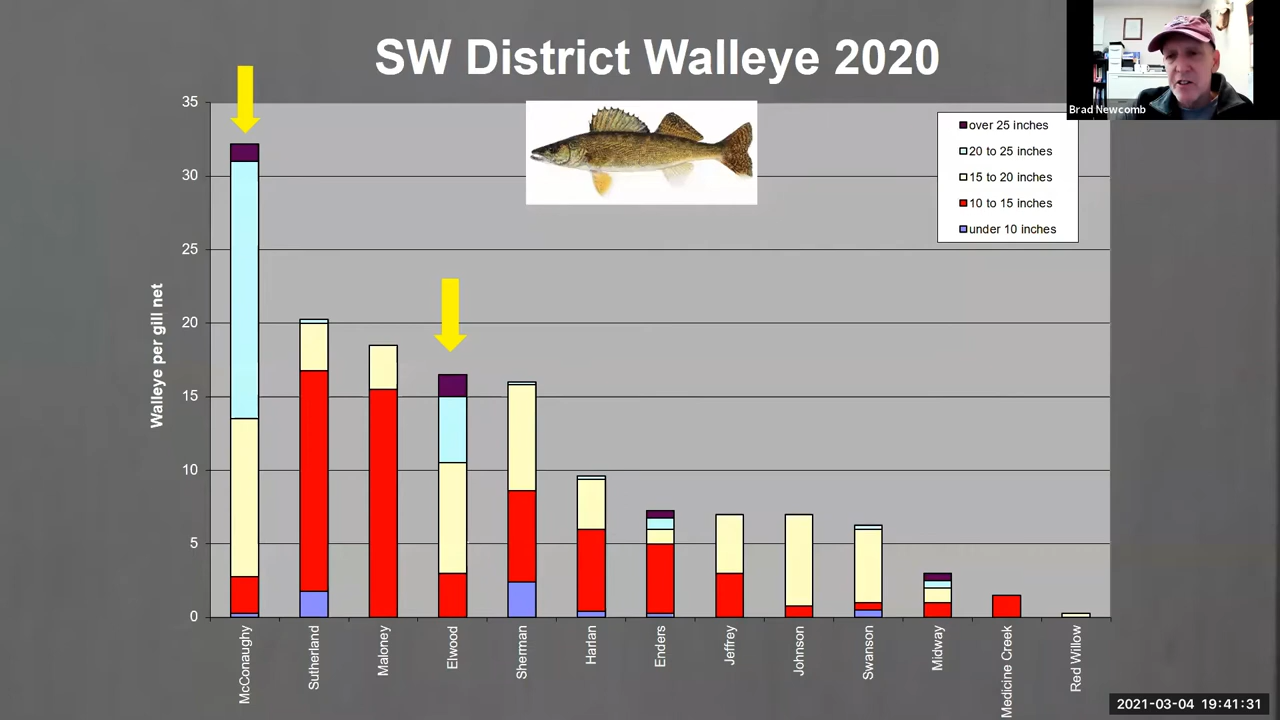 SW District Walleye 2020
Brad Newcomb
over 25 inches
20 to 25 inches
15 to 20 inches
10 to 15 inches
under 10 inches
Walleye per gill net
35
30
25
20
15
10
5
0
McConaughy
Sutherland
Maloney
Elwood
Sherman
Harlan
Enders
Jeffrey
Johnson
Swanson
Midway
Medicine Creek
Red Willow
2021-03-04 19:41:31